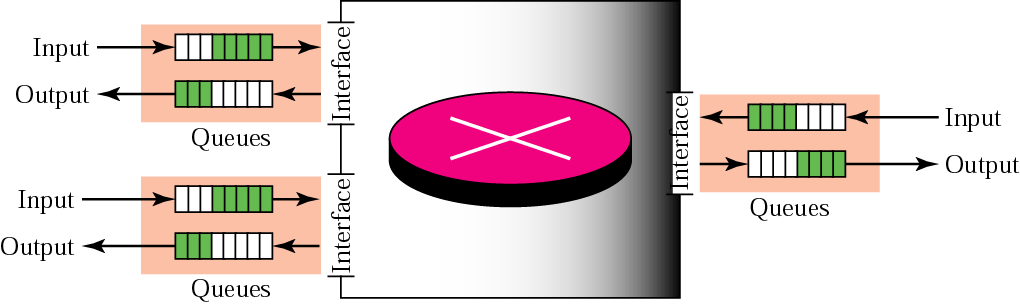 Input
Output
Queues
Interface
Input
Output
Queues
Interface
Interface
Input
Output
Queues